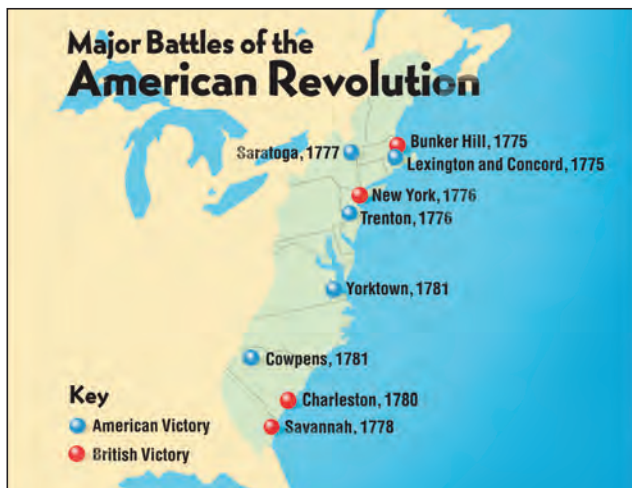 Major Battles of the
American Revolution
Bunker Hill, 1775
Saratoga, 1777
Lexington and Concord, 1775
New York, 1776
Trenton, 1776
Yorktown, 1781
Cowpens, 1781
Key
Charleston, 1780
American Victory
Savannah, 1778
British Victory